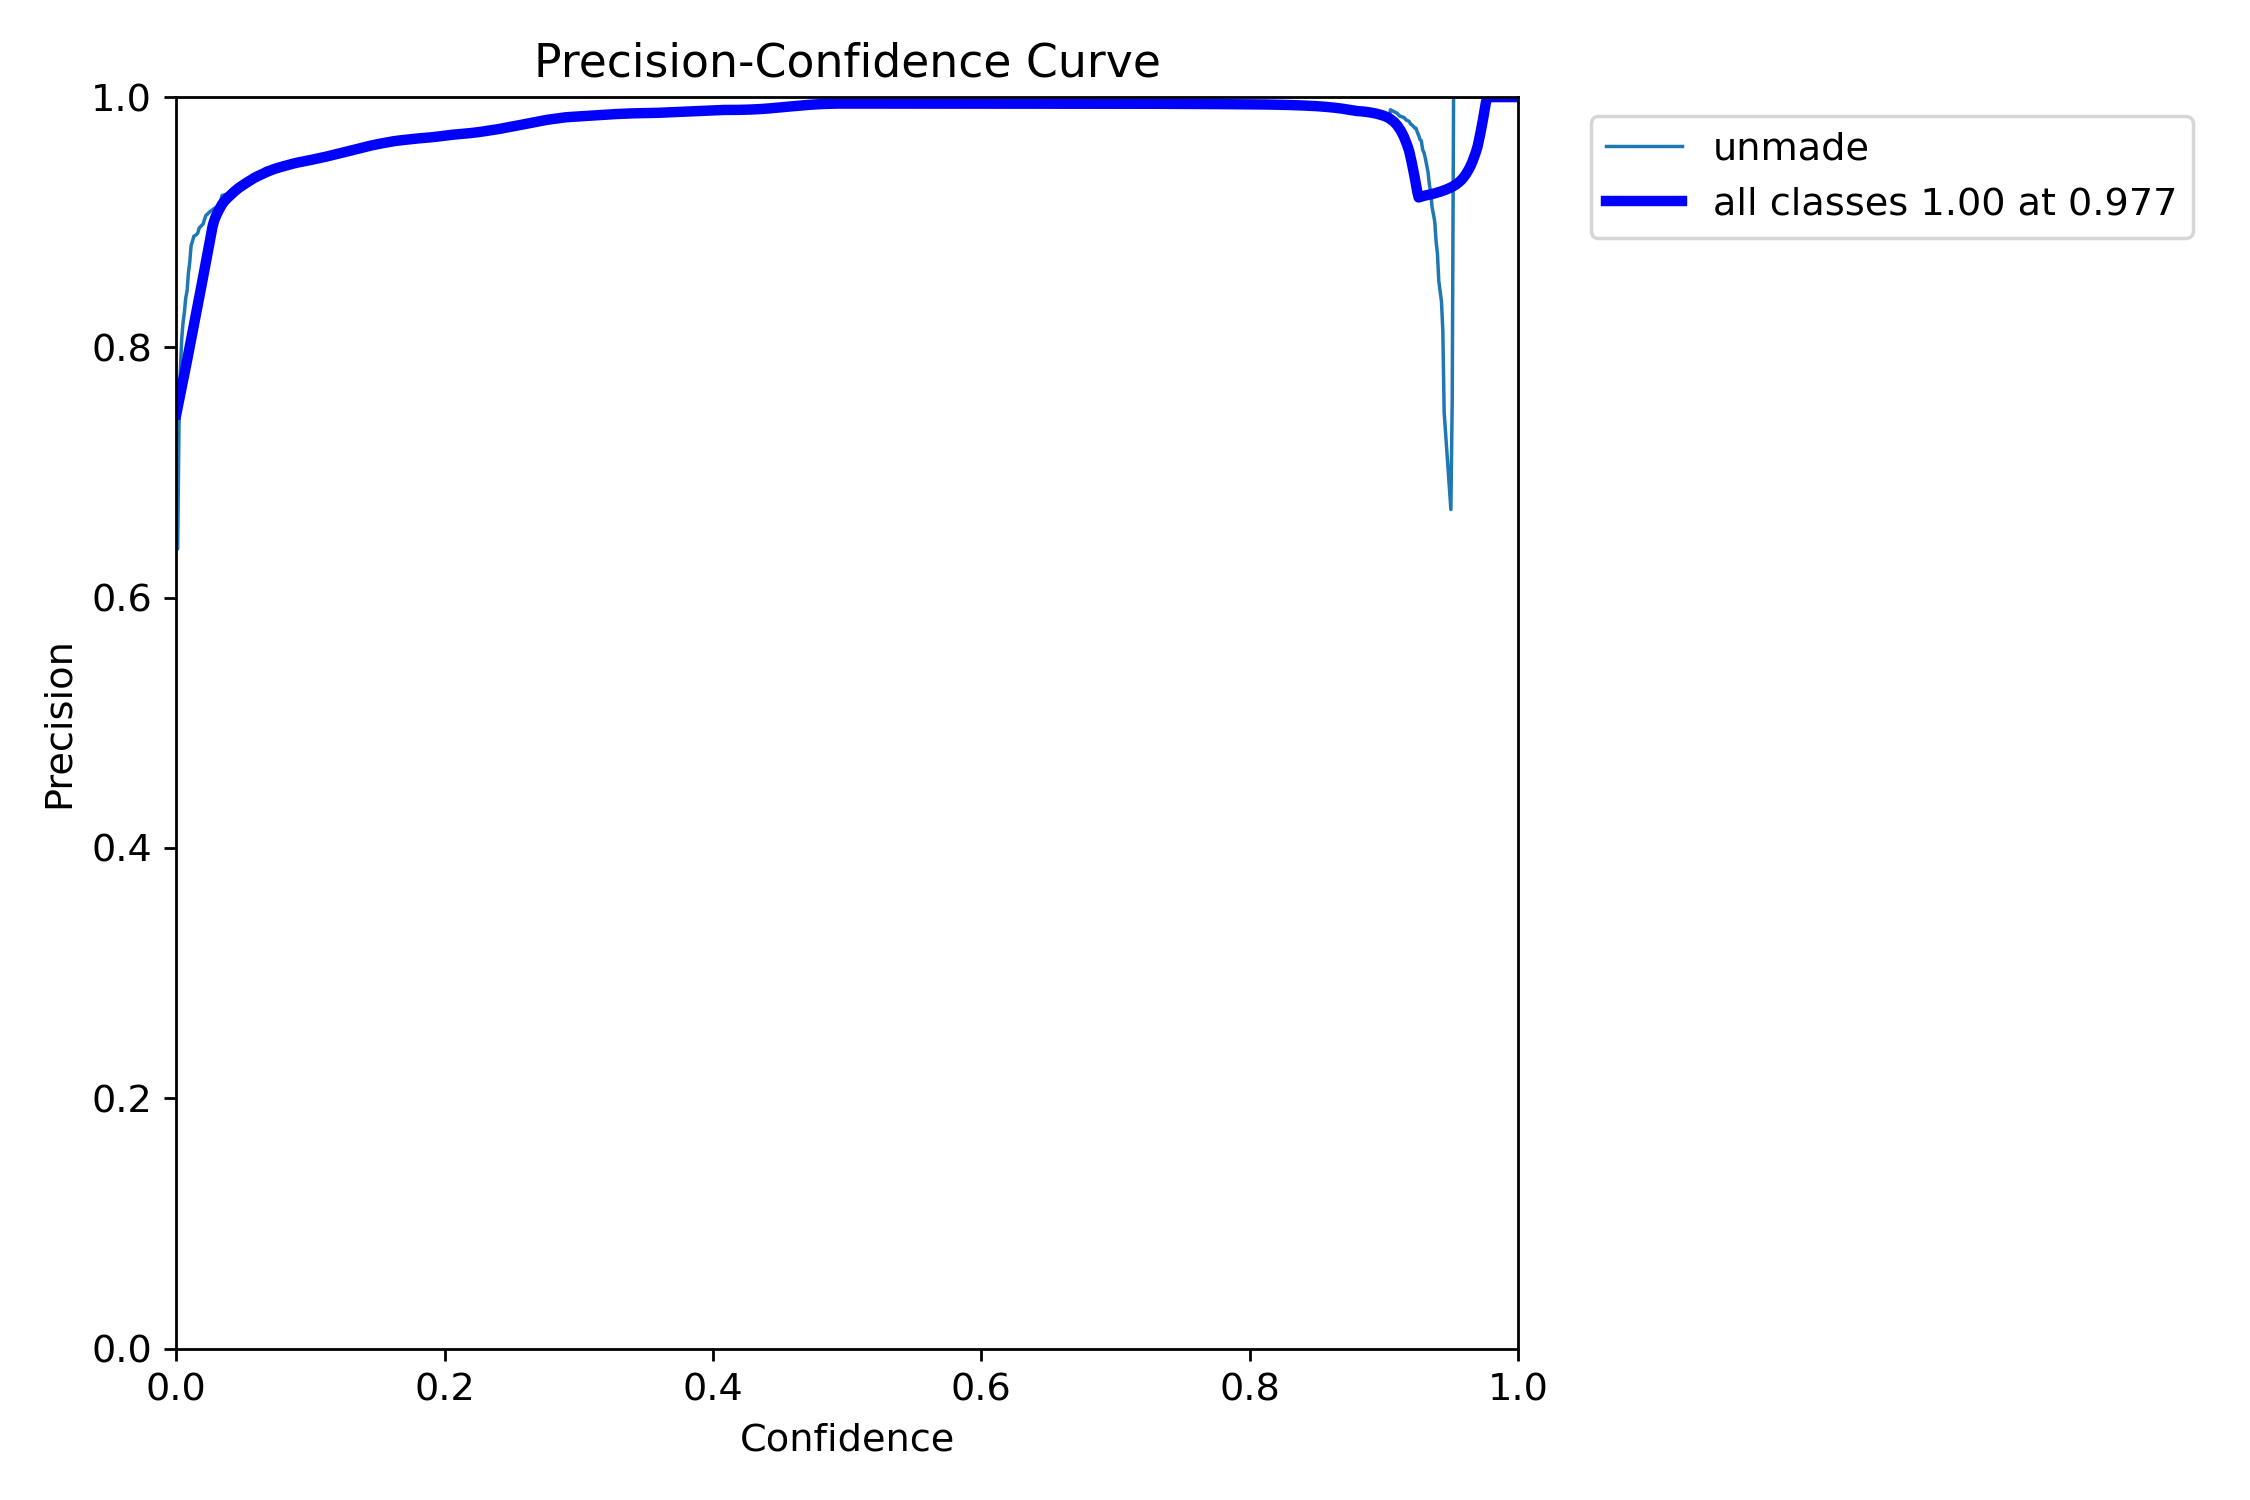 Precision-Confidence Curve
1.0
0.8
0.6
0.4
0.2
0.0
Precision
0.0 0.2 0.4 0.6 0.8 1.0
Confidence
unmade
all classes 1.00 at 0.977